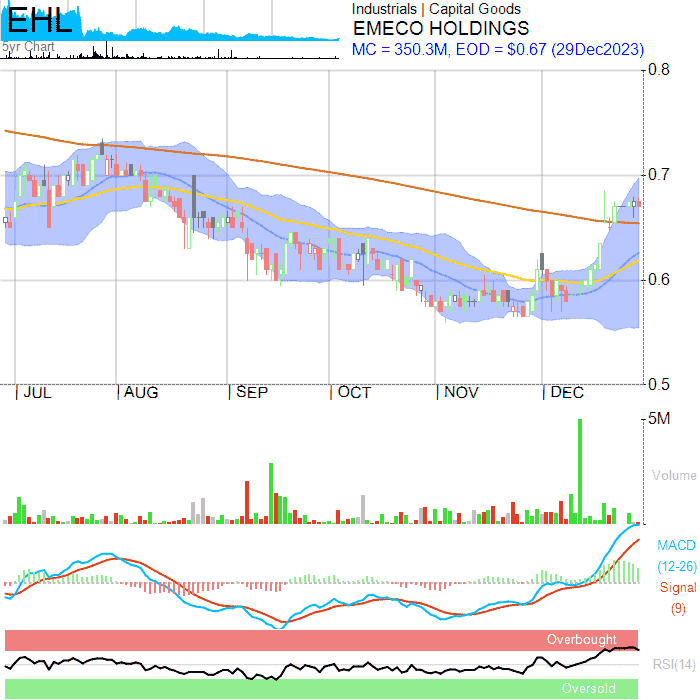 EHL
5yr Chart
Industrials | Capital Goods
EMECO HOLDINGS
MC = 350.3M, EOD = $0.67 (29Dec2023)
0.8
0.7
0.6
0.5
JUL AUG SEP OCT NOV DEC
5M
Volume
MACD
(12-26)
Signal
(9)
Overbought
RSI(14)
Oversold